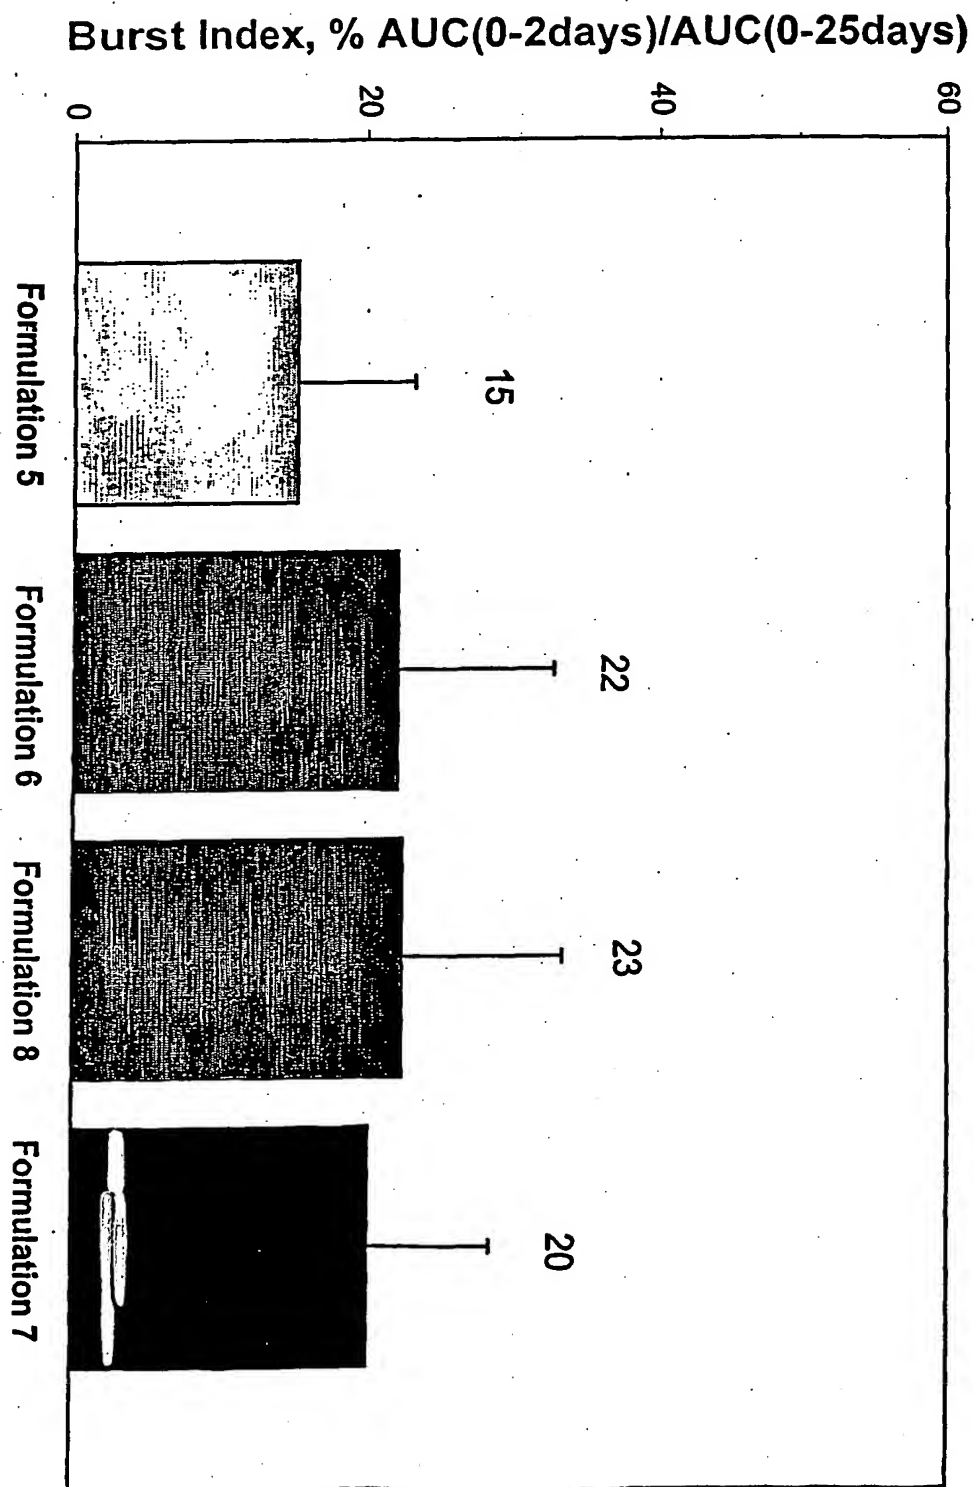 Burst Index, % AUC(0-2days)/AUC(0-25days)
60
40
20
0
15
22
23
20
Formulation 5
Formulation 6
Formulation 8
Formulation 7